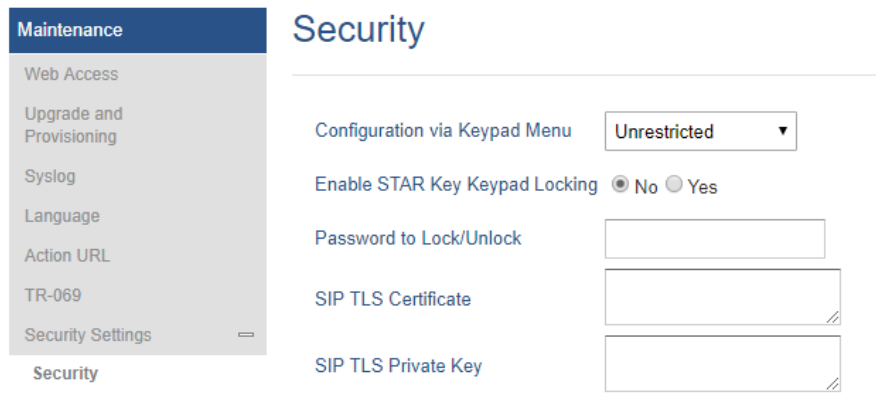 Maintenance
Web Access
Upgrade and
Provisioning
Syslog
Language
Action URL
TR-069
Security Settings
Security
Security
Configuration via Keypad Menu Unrestricted
Enable STAR Key Keypad Locking No Yes
Password to Lock/Unlock
SIP TLS Certificate
SIP TLS Private Key